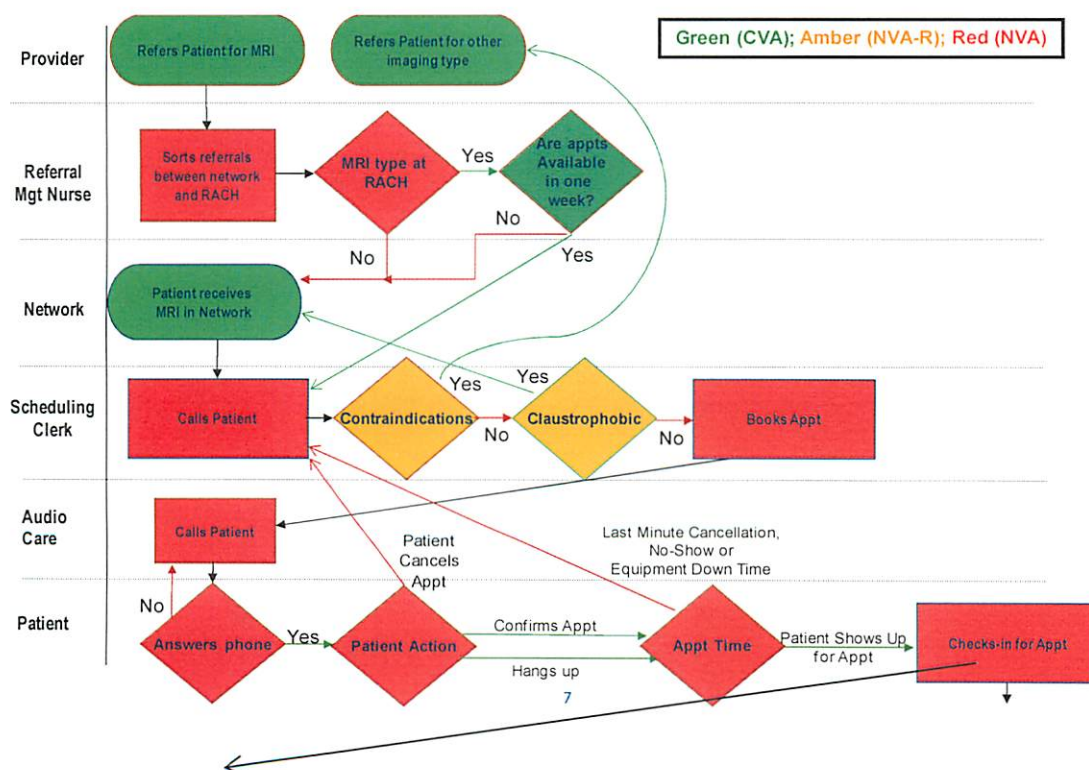 Green (CVA); Amber (NVA-R); Red (NVA)
Provider
Refers Patient for MRI
Refers Patient for other
imaging type
Referral
Mgt Nurse
Sorts referrals
between network
and RACH
MRI type at
RACH
Yes
Are appts
Available
in one
week?
No
No
Yes
Network
Patient receives
MRI in Network
Scheduling
Clerk
Calls Patient
Contraindications
Yes
No
Claustrophobic
Yes
No
Books Appt
Audio
Care
Calls Patient
Patient
Cancels
Appt
Last Minute Cancellation,
No-Show or
Equipment Down Time
Patient
No
Answers phone
Yes
Patient Action
Confirms Appt
Hangs up
Appt Time
Patient Shows Up
for Appt
Checks-in for Appt
7